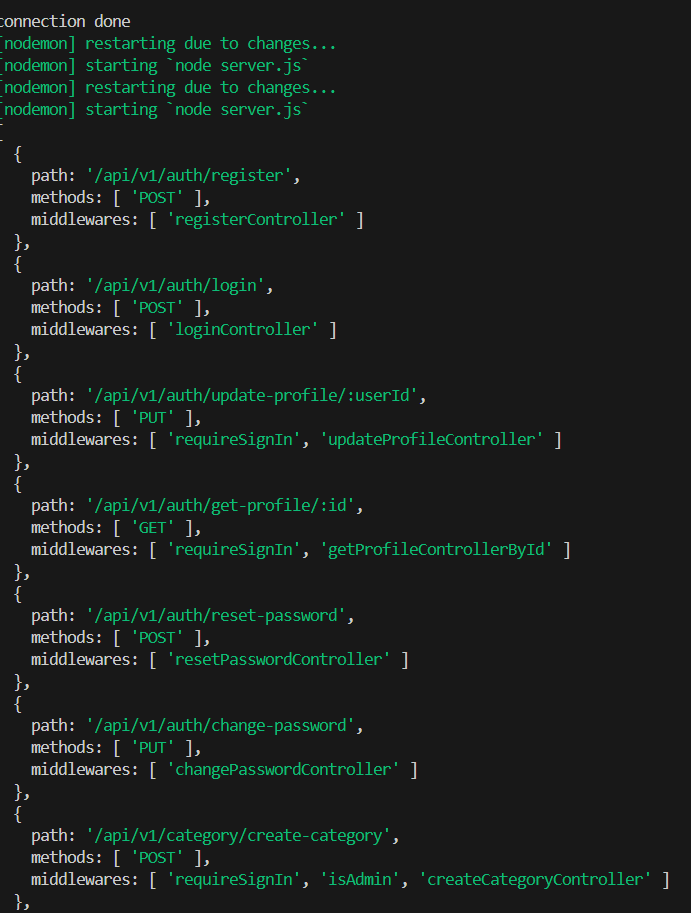 connection done
[nodemon] restarting due to changes...
[nodemon] starting `node server.js`
[nodemon] restarting due to changes...
[nodemon] starting `node server.js`
[
{
path: '/api/v1/auth/register',
methods: [ 'POST' ],
middlewares: [ 'registerController' ]
},
{
path: '/api/v1/auth/login',
methods: [ 'POST' ],
middlewares: [ 'loginController' ]
},
{
path: '/api/v1/auth/update-profile/:userId',
methods: [ 'PUT' ],
middlewares: [ 'requireSignIn', 'updateProfileController' ]
},
{
path: '/api/v1/auth/get-profile/:id',
methods: [ 'GET' ],
middlewares: [ 'requireSignIn', 'getProfileControllerById' ]
},
{
path: '/api/v1/auth/reset-password',
methods: [ 'POST' ],
middlewares: [ 'resetPasswordController' ]
},
{
path: '/api/v1/auth/change-password',
methods: [ 'PUT' ],
middlewares: [ 'changePasswordController' ]
},
{
path: '/api/v1/category/create-category',
methods: [ 'POST' ],
middlewares: [ 'requireSignIn', 'isAdmin', 'createCategoryController' ]
},